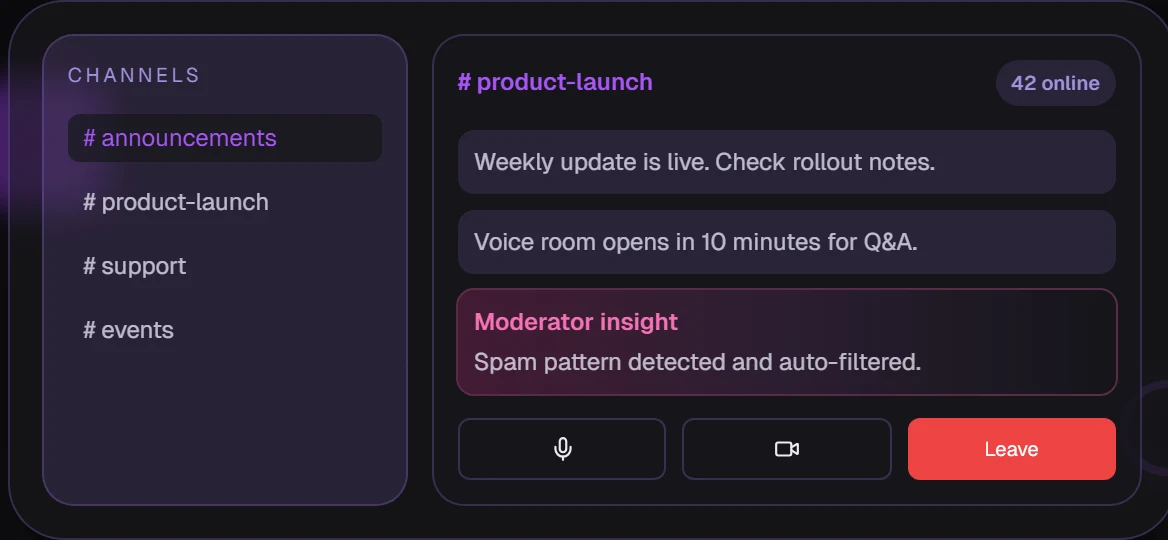 CHANNELS
# announcements
# product-launch
# support
# events
# product-launch
42 online
Weekly update is live. Check rollout notes.
Voice room opens in 10 minutes for Q&A.
Moderator insight
Spam pattern detected and auto-filtered.
Leave